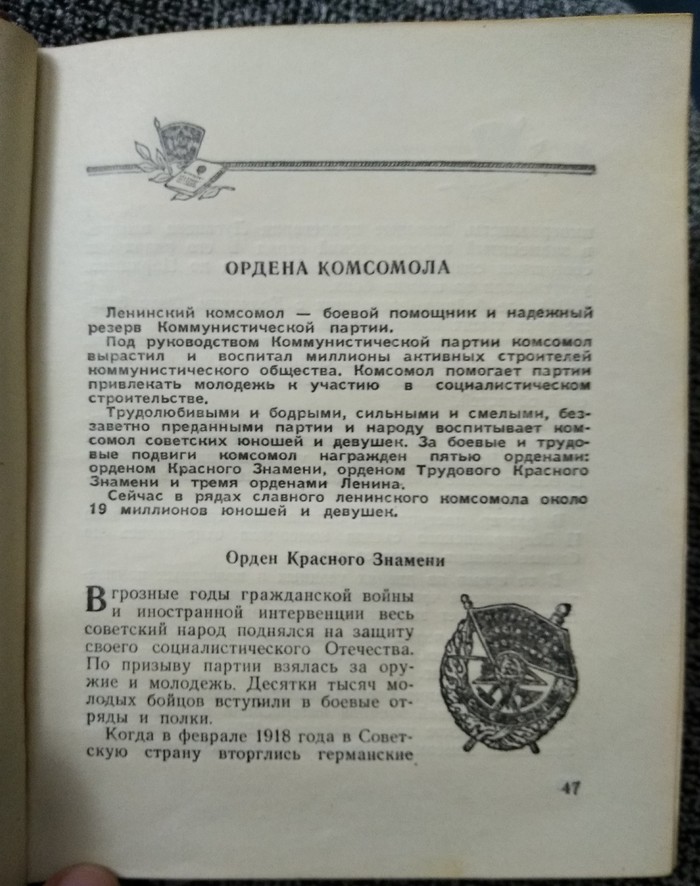 ОРДЕНА КОМСОМОЛА
Ленинский комсомол — боевой помощник и надежный
резерв Коммунистической партии.
Под руководством Коммунистической партии комсомол
вырастил и воспитал миллионы активных строителей
коммунистического общества. Комсомол помогает партии
привлекать молодежь к участию в социалистическом
строительстве.
Трудолюбивыми и бодрыми, сильными и смелыми, без-
заветно преданными партии и народу воспитывает ком-
сомол советских юношей и девушек. За боевые и трудо-
вые подвиги комсомол награжден пятью орденами:
орденом Красного Знамени, орденом Трудового Красного
Знамени и тремя орденами Ленина.
Сейчас в рядах славного ленинского комсомола около
19 миллионов юношей и девушек.
Орден Красного Знамени
В грозные годы гражданской войны
и иностранной интервенции весь
советский народ поднялся на защиту
своего социалистического Отечества.
По призыву партии взялась за ору-
жие и молодежь. Десятки тысяч мо-
лодых бойцов вступили в боевые от-
ряды и полки.
Когда в феврале 1918 года в Совет-
скую страну вторглись германские
47